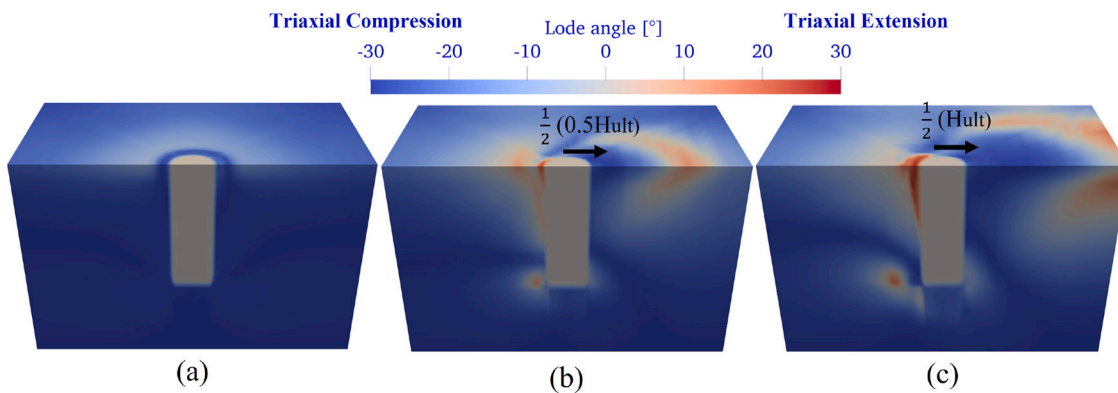 Triaxial Compression Lode angle [°] Triaxial Extension
-30 -20 -10 0 10 20 30
1/2 (0.5Hult) 1/2 (Hult)
(a) (b) (c)